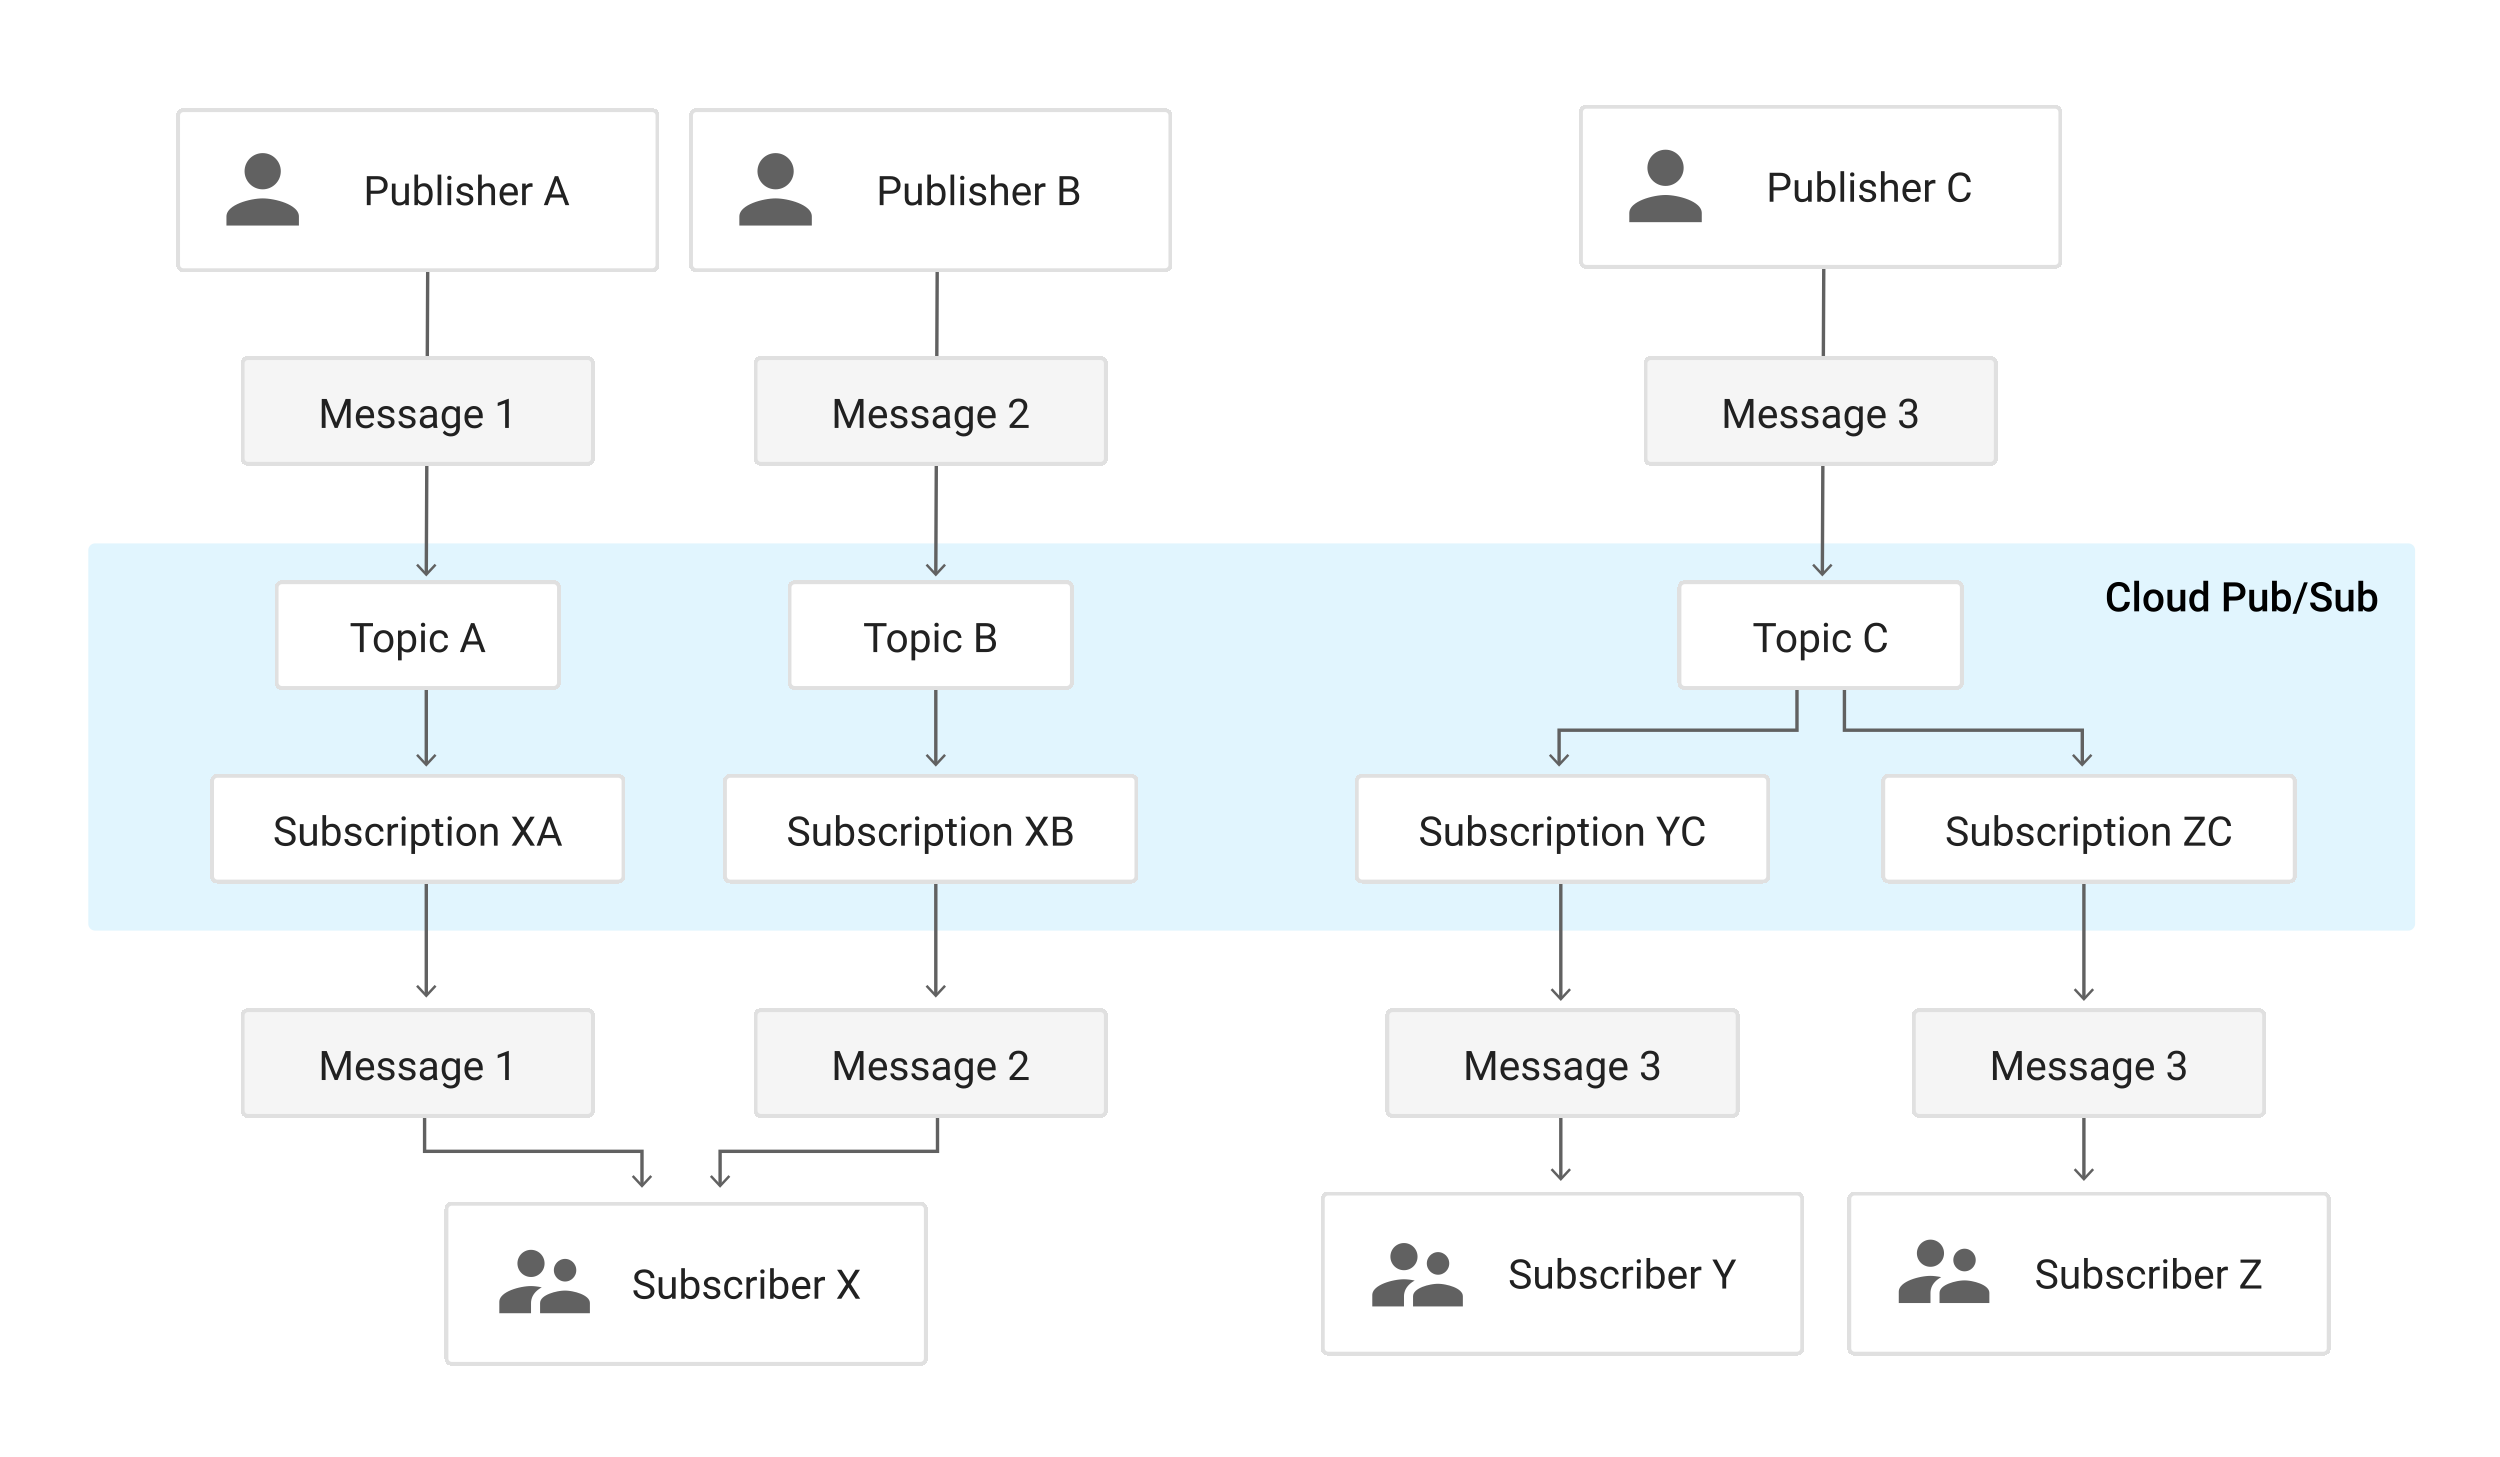 Publisher A
Publisher B
Publisher C
Message 1
Message 2
Message 3
Cloud Pub/Sub
Topic A
Topic B
Topic C
Subscription XA
Subscription XB
Subscription YC
Subscription ZC
Message 1
Message 2
Message 3
Message 3
Subscriber X
Subscriber Y
Subscriber Z